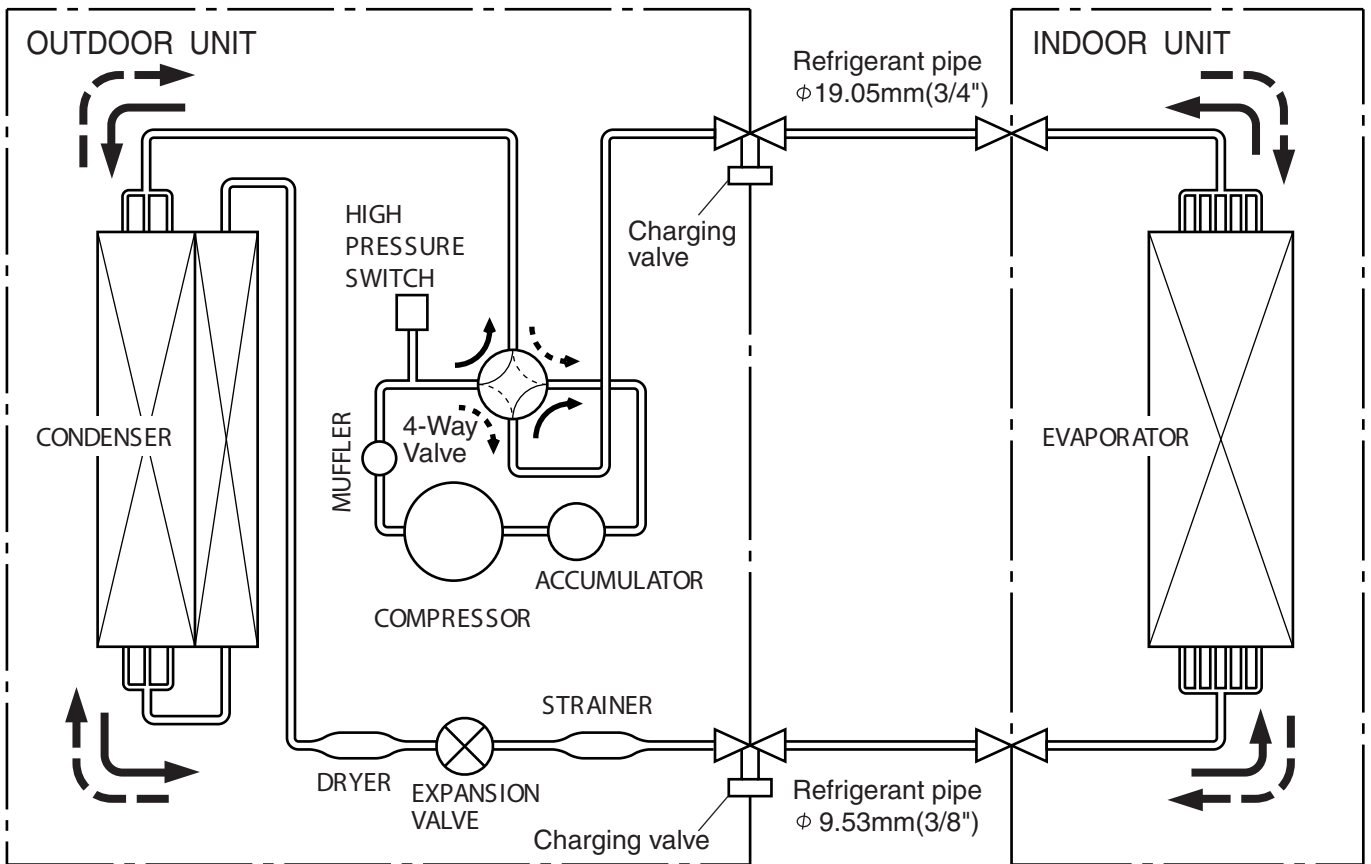 OUTDOOR UNIT
INDOOR UNIT
Refrigerant pipe
ϕ19.05mm(3/4")
Charging
valve
HIGH
PRESSURE
SWITCH
4-Way
Valve
MUFFLER
CONDENSER
EVAPORATOR
ACCUMULATOR
COMPRESSOR
STRAINER
DRYER
EXPANSION
VALVE
Charging valve
Refrigerant pipe
ϕ 9.53mm(3/8")